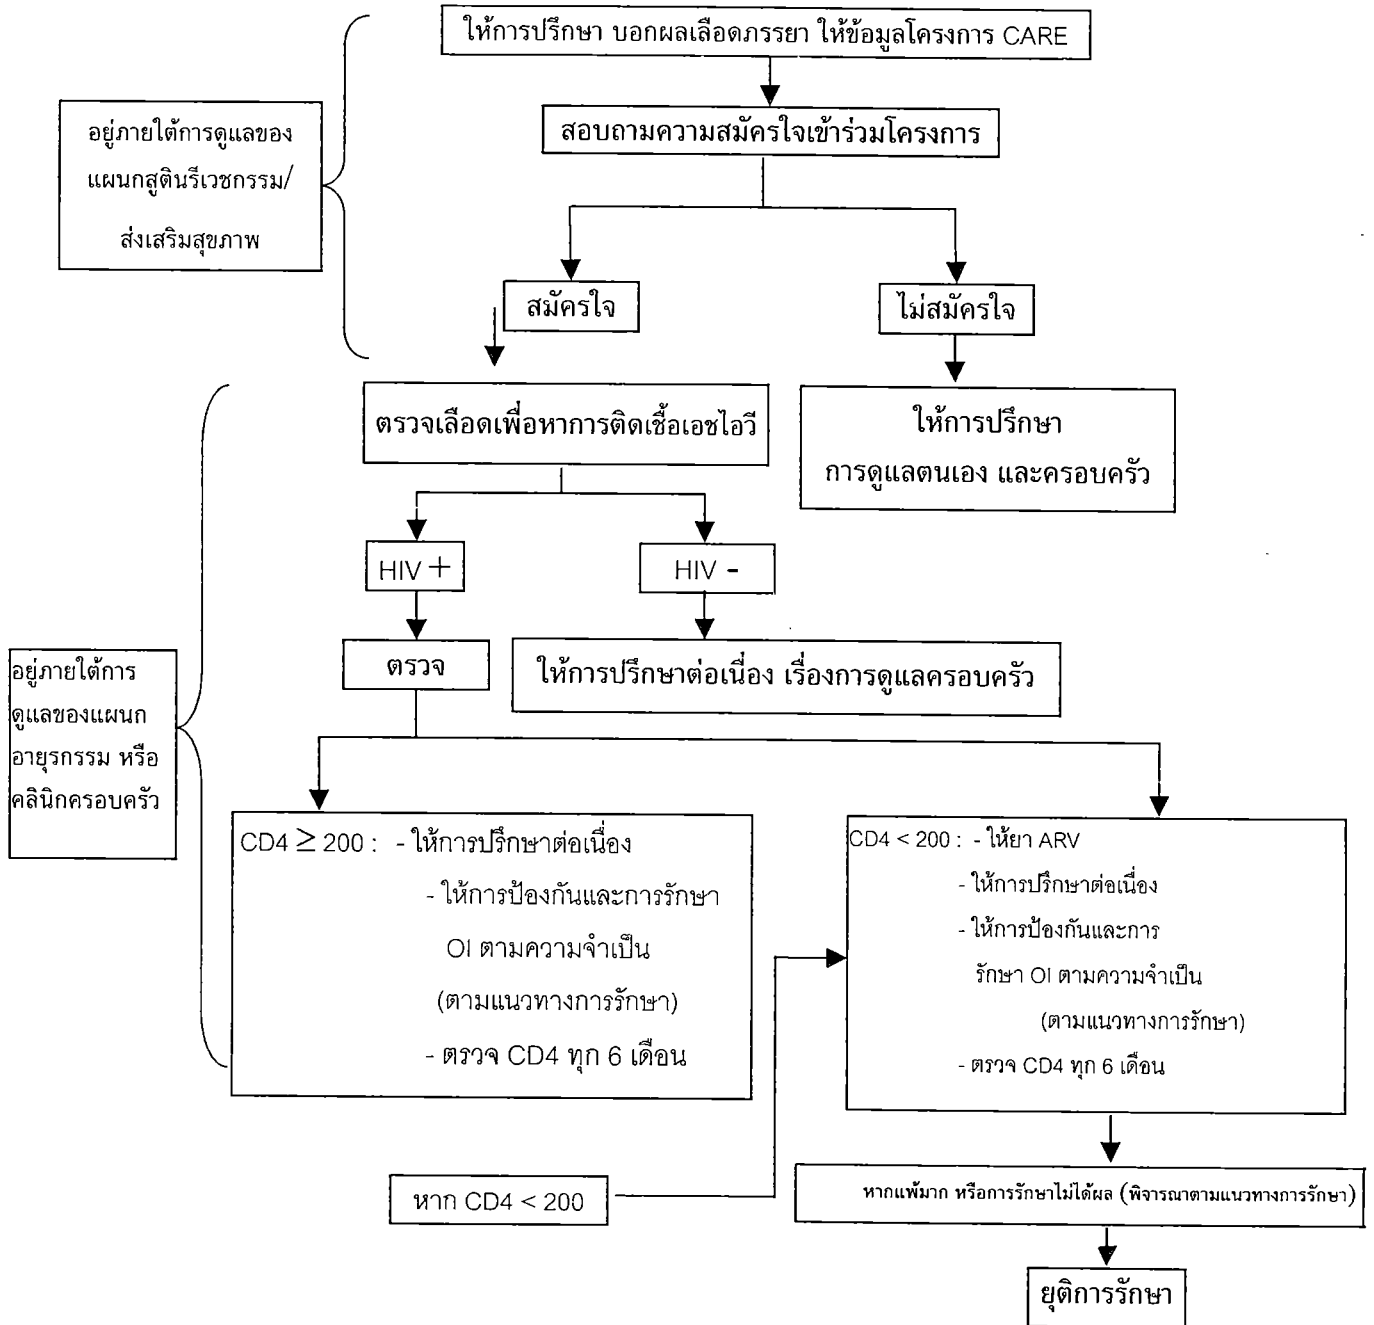 ให้การปรึกษา บอกผลเลือดภรรยา ให้ข้อมูลโครงการ CARE
สอบถามความสมัครใจเข้าร่วมโครงการ
อยู่ภายใต้การดูแลของ
แผนกสูตินรีเวชกรรม/
ส่งเสริมสุขภาพ
สมัครใจ
ไม่สมัครใจ
ตรวจเลือดเพื่อหาการติดเชื้อเอชไอวี
ให้การปรึกษา
การดูแลตนเอง และครอบครัว
HIV +
HIV -
ตรวจ
ให้การปรึกษาต่อเนื่อง เรื่องการดูแลครอบครัว
อยู่ภายใต้การ
ดูแลของแผนก
อายุรกรรม หรือ
คลินิกครอบครัว
CD4 ≥ 200 : - ให้การปรึกษาต่อเนื่อง
- ให้การป้องกันและการรักษา
OI ตามความจำเป็น
(ตามแนวทางการรักษา)
- ตรวจ CD4 ทุก 6 เดือน
CD4 < 200 : - ให้ยา ARV
- ให้การปรึกษาต่อเนื่อง
- ให้การป้องกันและการ
รักษา OI ตามความจำเป็น
(ตามแนวทางการรักษา)
- ตรวจ CD4 ทุก 6 เดือน
หาก CD4 < 200
หากแพ้มาก หรือการรักษาไม่ได้ผล (พิจารณาตามแนวทางการรักษา)
ยุติการรักษา